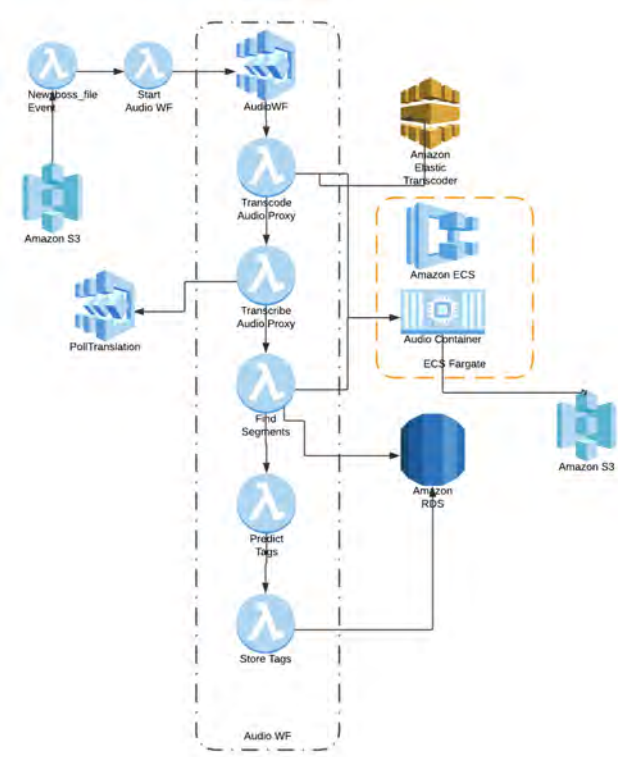 Newsboss_file
Event
Start
Audio WF
AudioWF
Amazon
Elastic
Transcoder
Transcode
Audio Proxy
Amazon S3
Amazon ECS
Transcribe
Audio Proxy
PollTranslation
Audio Container
ECS Fargate
Find
Segments
Amazon S3
Amazon
RDS
Predict
Tags
Store Tags
Audio WF